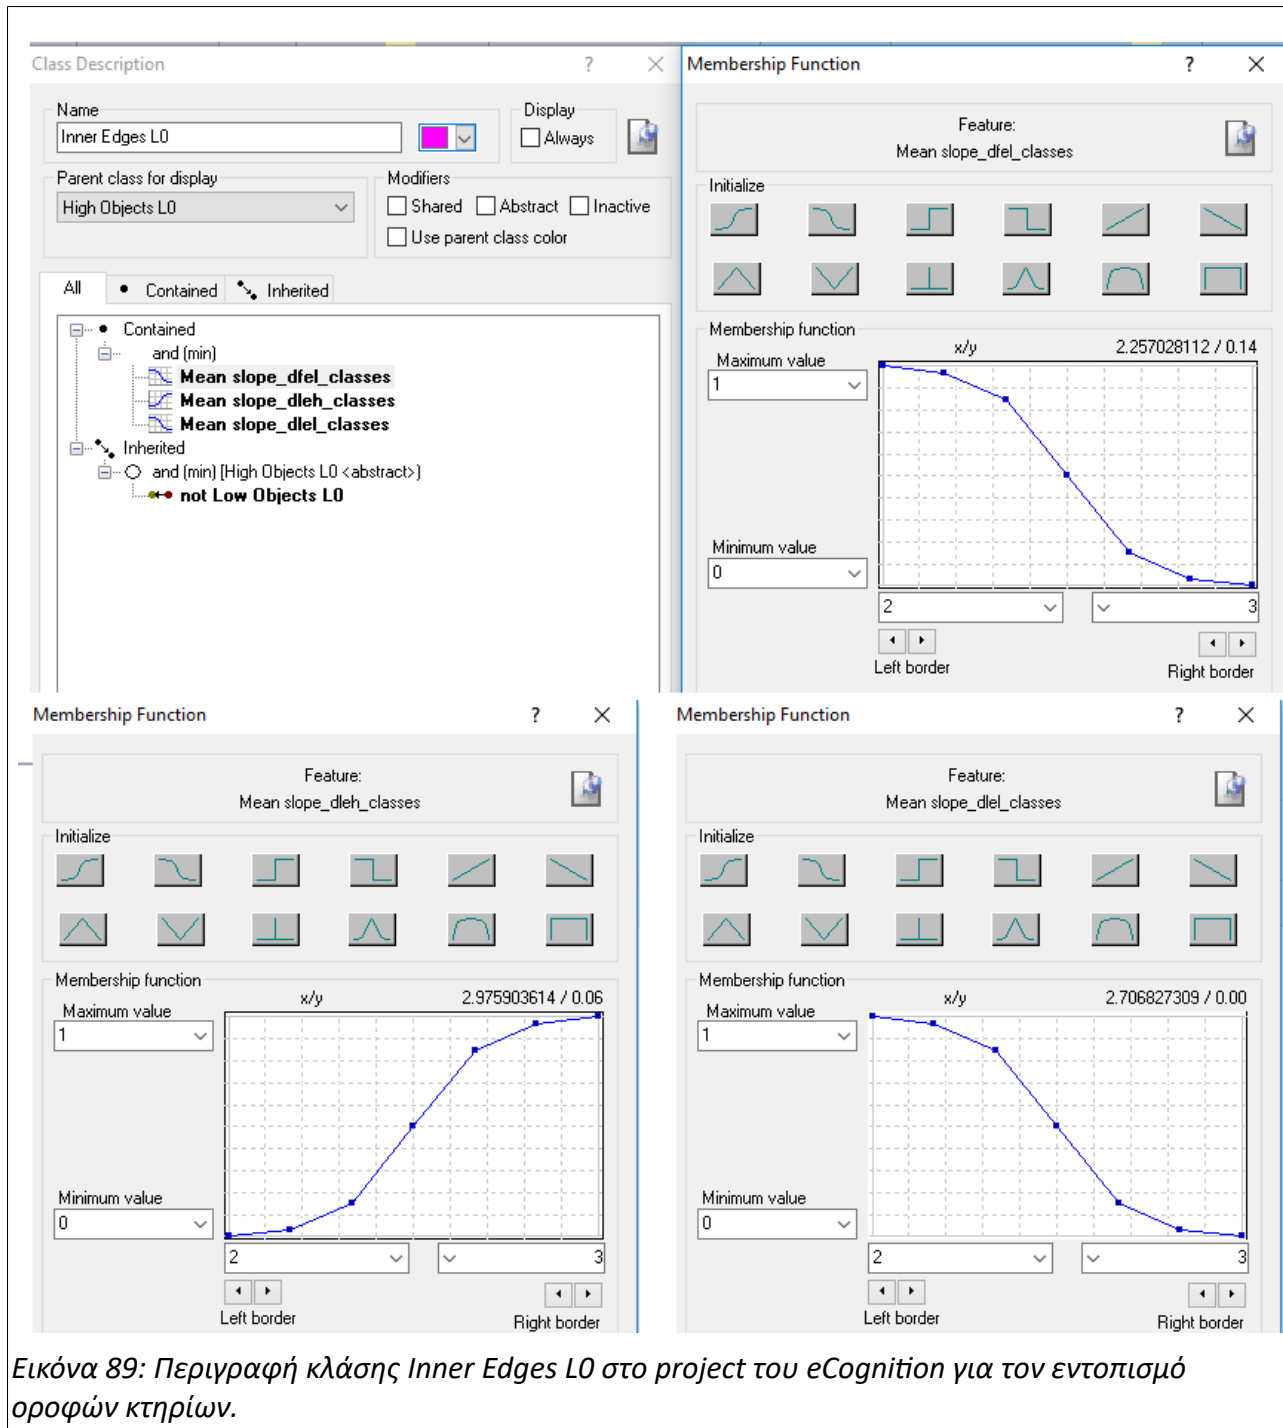 Class Description
?
Name
Inner Edges L0
Display
Always
Parent class for display
High Objects L0
Modifiers
Shared
Abstract
Inactive
Use parent class color
All
Contained
Inherited
Contained
and (min)
Mean slope_dfel_classes
Mean slope_dleh_classes
Mean slope_dlel_classes
Inherited
and (min) [High Objects L0 <abstract>]
not Low Objects L0
Membership Function
?
Feature:
Mean slope_dfel_classes
Initialize
Membership function
Maximum value
x/y
2.257028112 / 0.14
1
Minimum value
0
2
3
Left border
Right border
Membership Function
?
Feature:
Mean slope_dleh_classes
Initialize
Membership function
Maximum value
x/y
2.975903614 / 0.06
1
Minimum value
0
2
3
Left border
Right border
Membership Function
?
Feature:
Mean slope_dlel_classes
Initialize
Membership function
Maximum value
x/y
2.706827309 / 0.00
1
Minimum value
0
2
3
Left border
Right border
Εικόνα 89: Περιγραφή κλάσης Inner Edges L0 στο project του eCognition για τον εντοπισμό
οροφών κτηρίων.